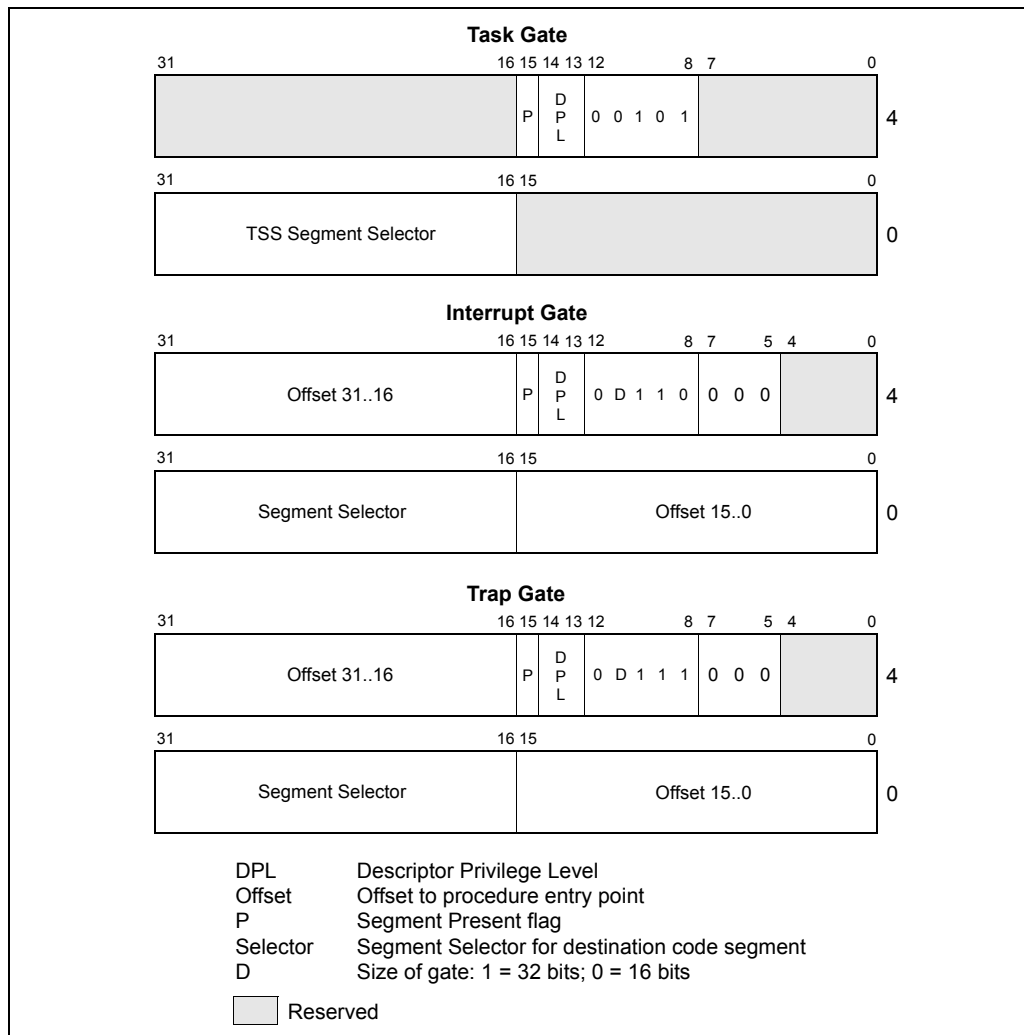 Task Gate
31 16 15 14 13 12 8 7 0
P D P L 0 0 1 0 1 4
31 16 15 0
TSS Segment Selector 0
Interrupt Gate
31 16 15 14 13 12 8 7 5 4 0
Offset 31..16 P D P L 0 D 1 1 0 0 0 0 4
31 16 15 0
Segment Selector Offset 15..0 0
Trap Gate
31 16 15 14 13 12 8 7 5 4 0
Offset 31..16 P D P L 0 D 1 1 1 0 0 0 4
31 16 15 0
Segment Selector Offset 15..0 0
DPL Descriptor Privilege Level
Offset Offset to procedure entry point
P Segment Present flag
Selector Segment Selector for destination code segment
D Size of gate: 1 = 32 bits; 0 = 16 bits
Reserved